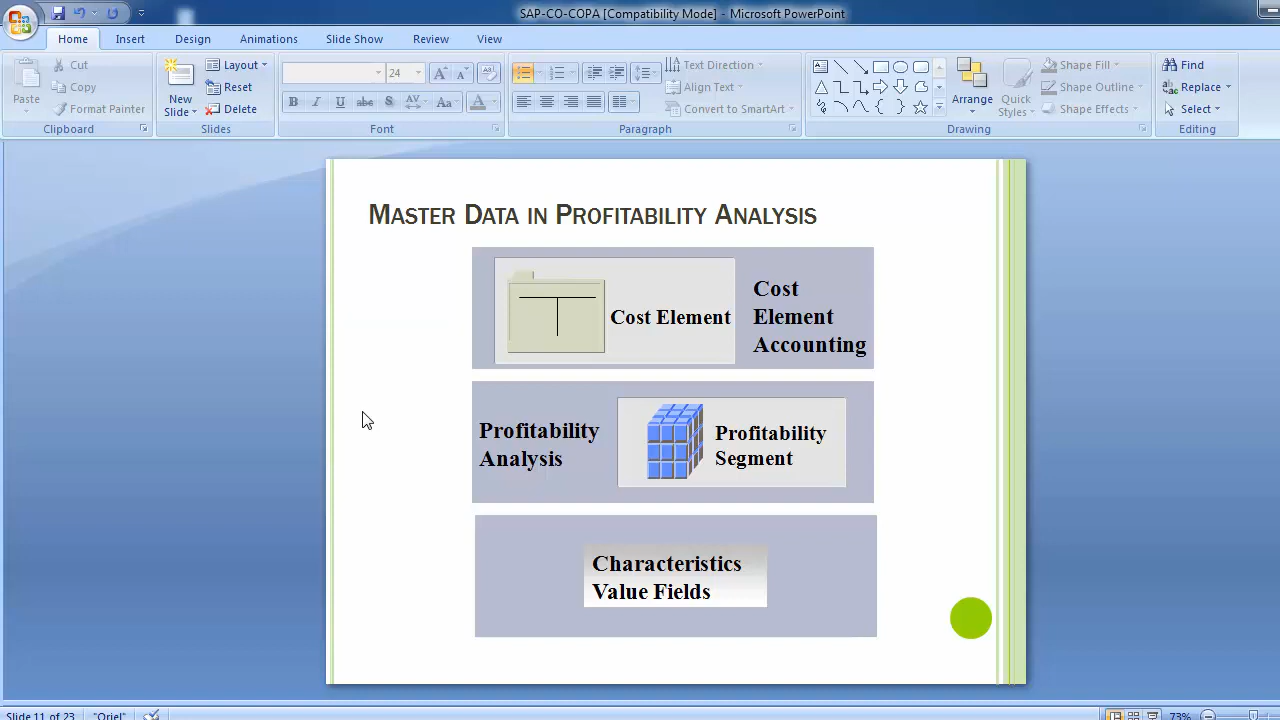 SAP-CO-COPA [Compatibility Mode] - Microsoft PowerPoint
Home Insert Design Animations Slide Show Review View
Paste
Cut
Copy
Format Painter
Clipboard
New Slide
Layout
Reset
Delete
Slides
24
A A
B I U abc S AV Aa A
Font
Text Direction
Align Text
Convert to SmartArt
Paragraph
Arrange
Quick Styles
Shape Fill
Shape Outline
Shape Effects
Drawing
Find
Replace
Select
Editing
MASTER DATA IN PROFITABILITY ANALYSIS
Cost Element
Cost
Element
Accounting
Profitability
Analysis
Profitability
Segment
Characteristics
Value Fields
Slide 11 of 23 "Oriel" 73%